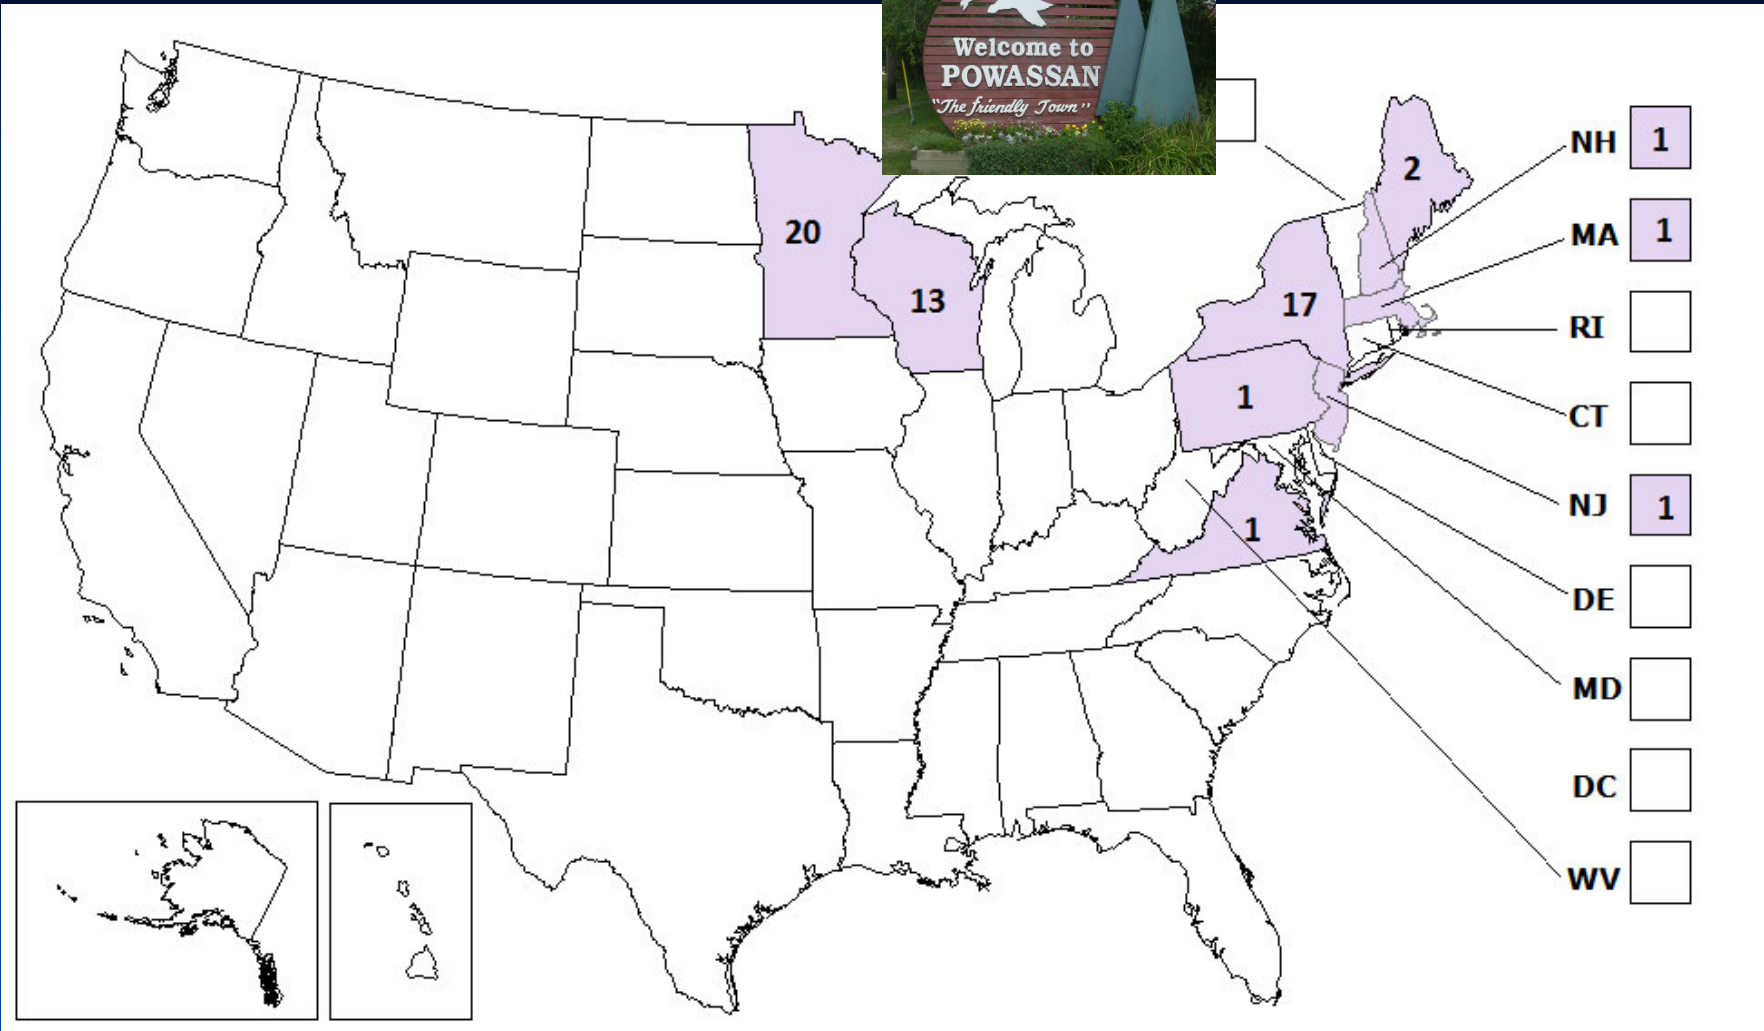 Welcome to
POWASSAN
"The friendly Town"
2
NH 1
20
MA 1
13
17
RI
1
CT
NJ 1
1
DE
MD
DC
WV